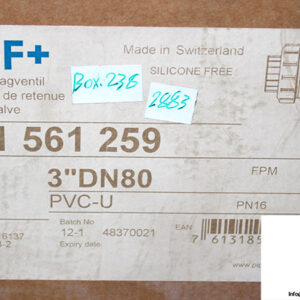 F+
Made in Switzerland
agventil
SILICONE FREE
de retenue
alve
Box.238
2883
1 561 259
3"DN80
FPM
PVC-U
PN16
Batch No
12-1 48370021
EAN
7 613185
Expiry date
6137
-2